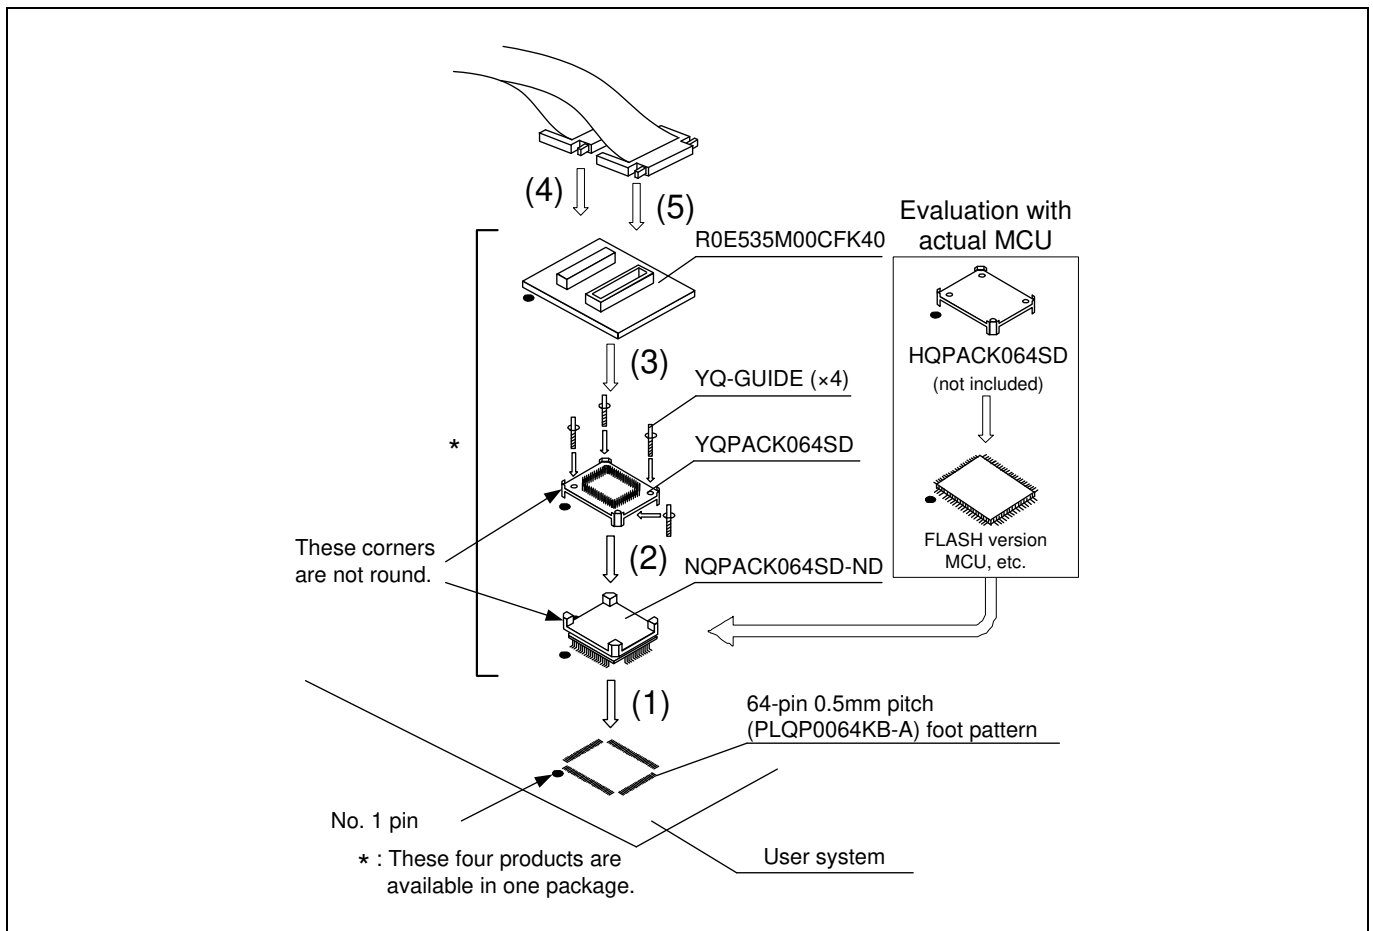 (4)
(5)
R0E535M00CFK40
(3)
YQ-GUIDE (×4)
YQPACK064SD
*
These corners
are not round.
(2)
NQPACK064SD-ND
(1)
64-pin 0.5mm pitch
(PLQP0064KB-A) foot pattern
No. 1 pin
User system
* : These four products are
available in one package.
Evaluation with
actual MCU
HQPACK064SD
(not included)
FLASH version
MCU, etc.